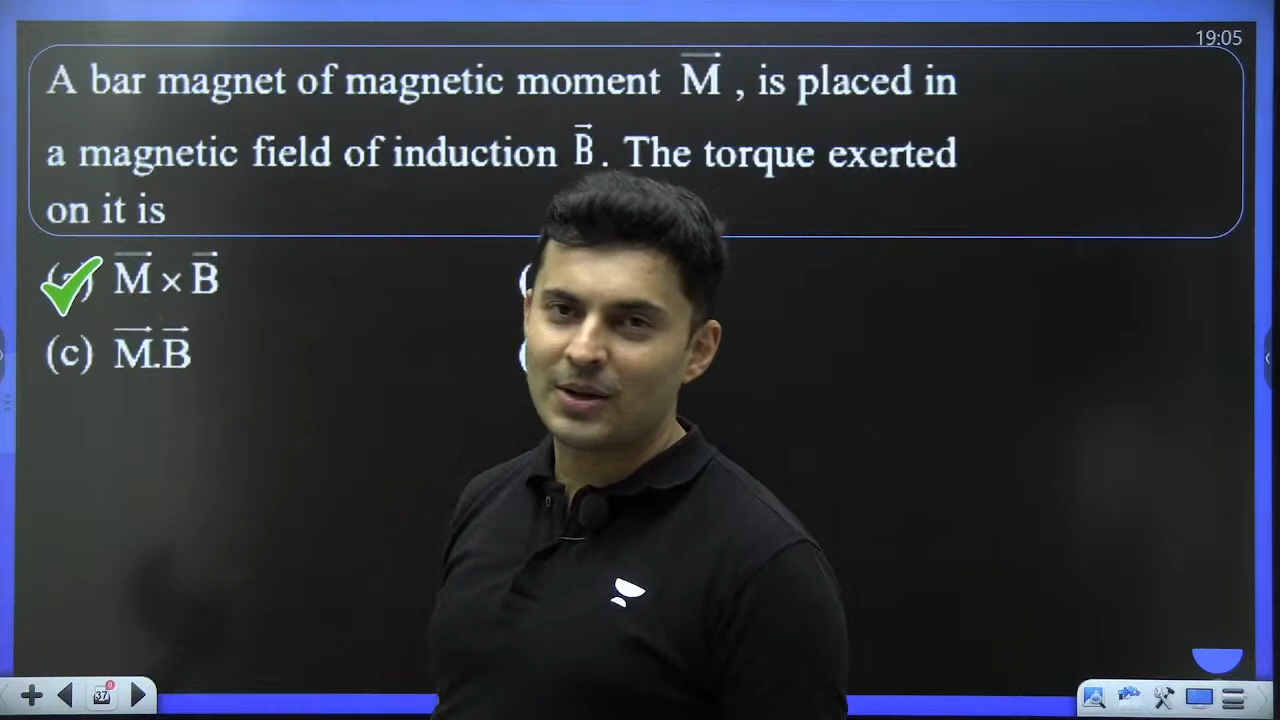 19:05
A bar magnet of magnetic moment M⃗ , is placed in
a magnetic field of induction B⃗. The torque exerted
on it is
(a) M⃗ × B⃗
(c) M⃗.B⃗
37